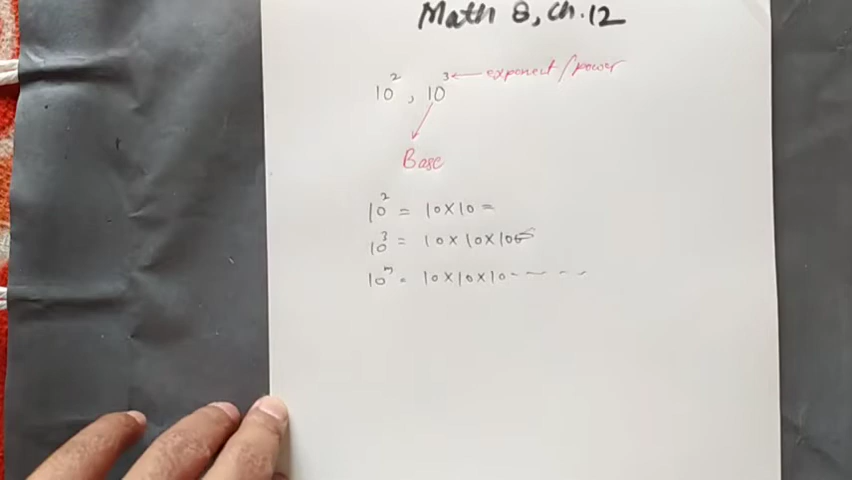 Math 8, Ch.12
10², 10³ ← exponent/power
Base
10² = 10×10 =
10³ = 10×10×10
10⁷ = 10×10×10 - - - -